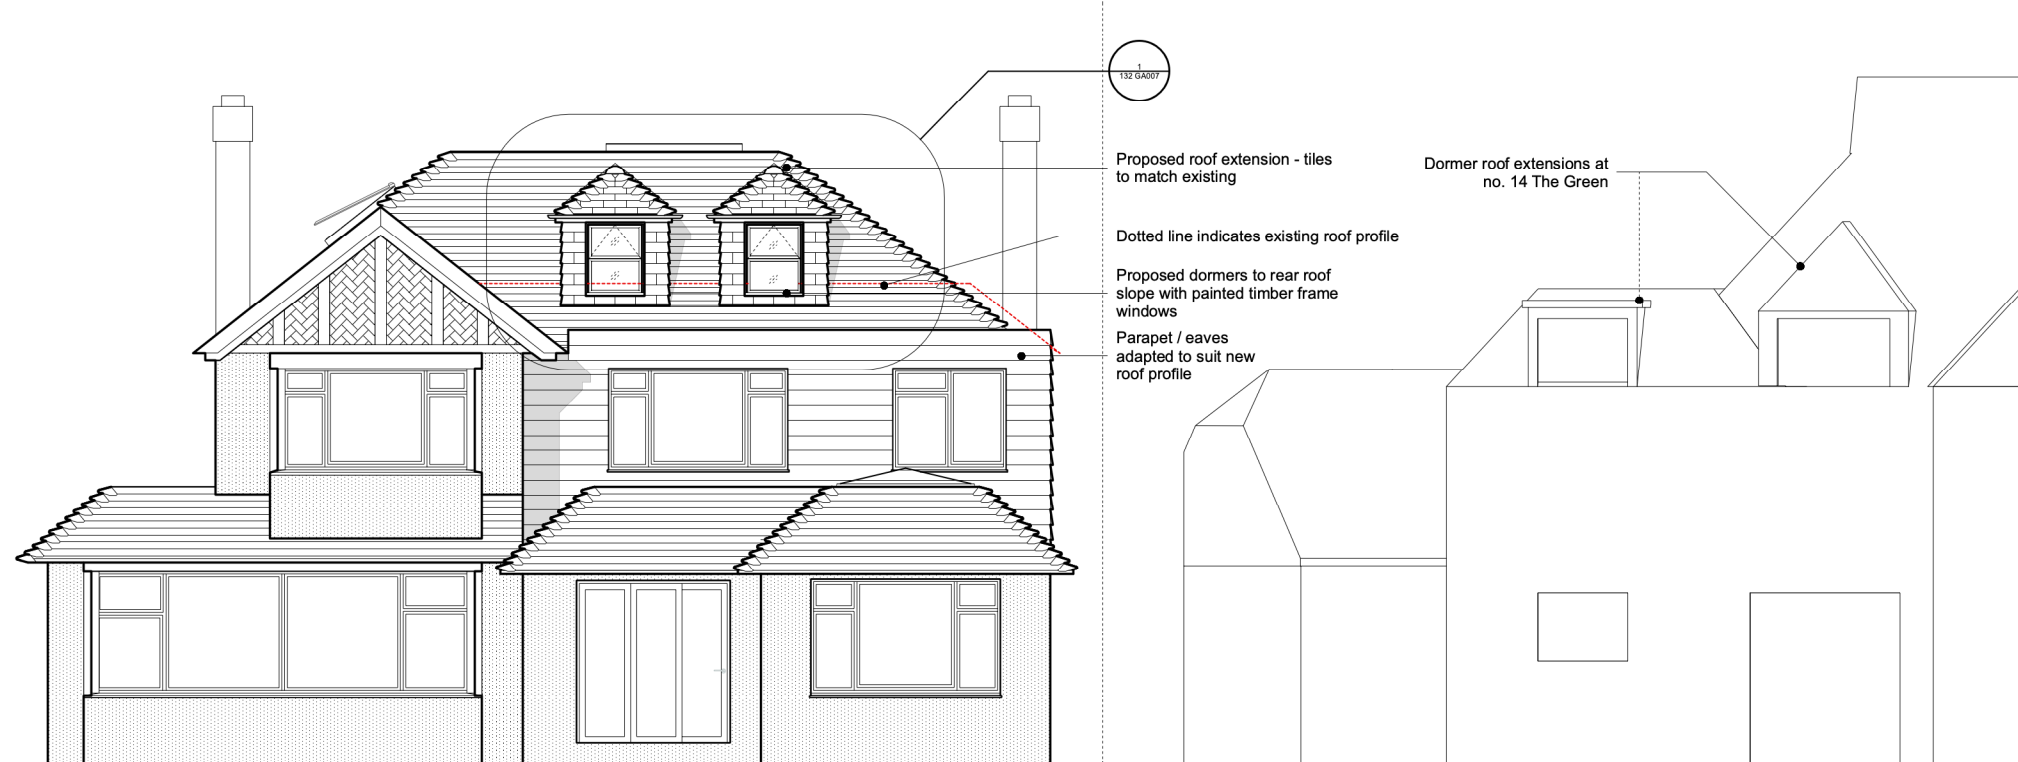 1
132 GA007
Proposed roof extension - tiles
to match existing
Dormer roof extensions at
no. 14 The Green
Dotted line indicates existing roof profile
Proposed dormers to rear roof
slope with painted timber frame
windows
Parapet / eaves
adapted to suit new
roof profile